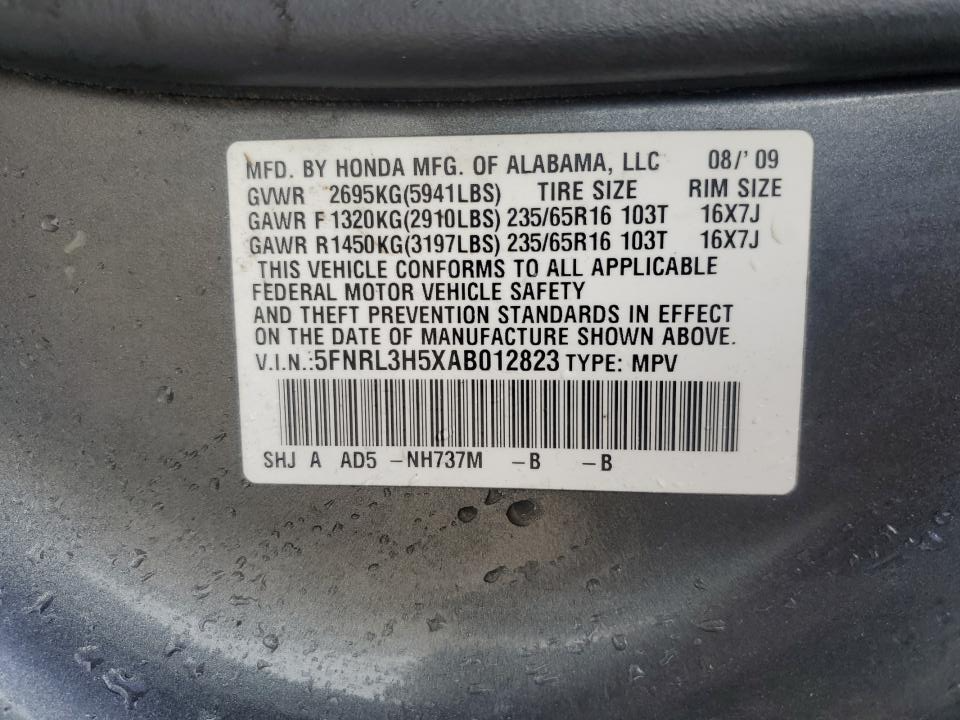 MFD. BY HONDA MFG. OF ALABAMA, LLC 08/'09
GVWR 2695KG(5941LBS) TIRE SIZE RIM SIZE
GAWR F1320KG(2910LBS) 235/65R16 103T 16X7J
GAWR R1450KG(3197LBS) 235/65R16 103T 16X7J
THIS VEHICLE CONFORMS TO ALL APPLICABLE
FEDERAL MOTOR VEHICLE SAFETY
AND THEFT PREVENTION STANDARDS IN EFFECT
ON THE DATE OF MANUFACTURE SHOWN ABOVE.
V.I.N.:5FNRL3H5XAB012823 TYPE: MPV
SHJ A AD5 -NH737M -B -B